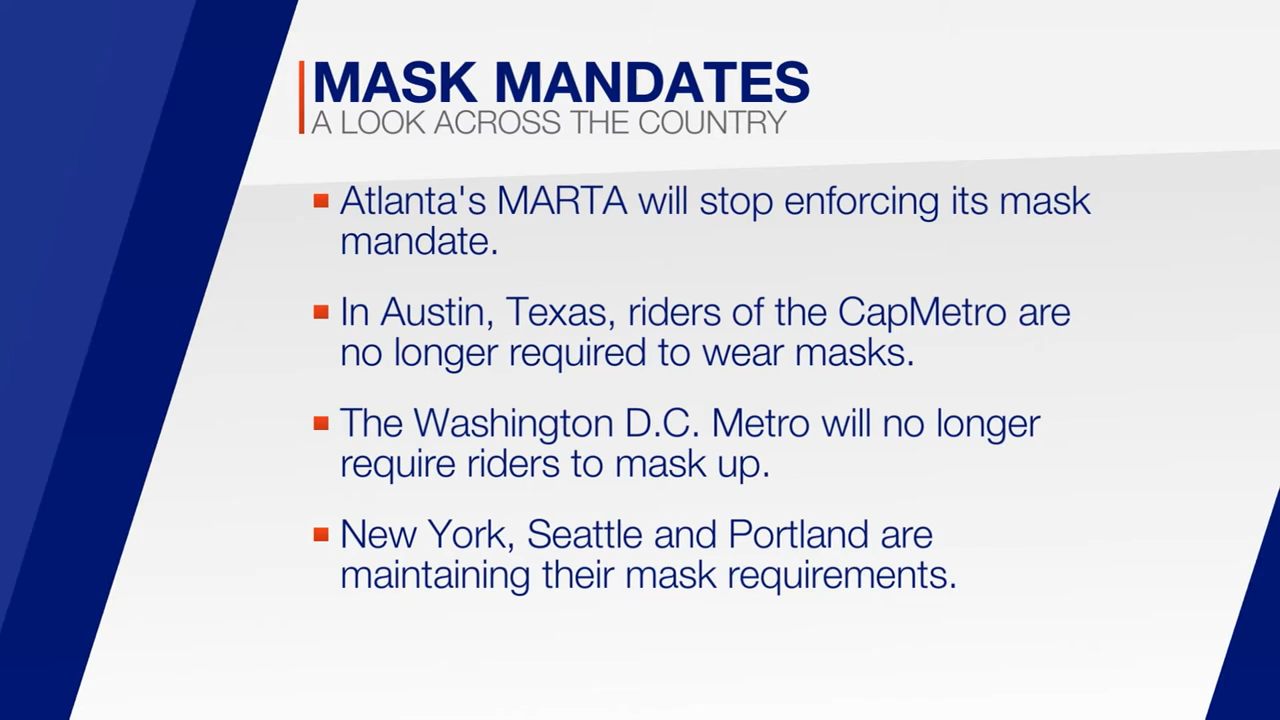 MASK MANDATES
A LOOK ACROSS THE COUNTRY
Atlanta's MARTA will stop enforcing its mask
mandate.
In Austin, Texas, riders of the CapMetro are
no longer required to wear masks.
The Washington D.C. Metro will no longer
require riders to mask up.
New York, Seattle and Portland are
maintaining their mask requirements.